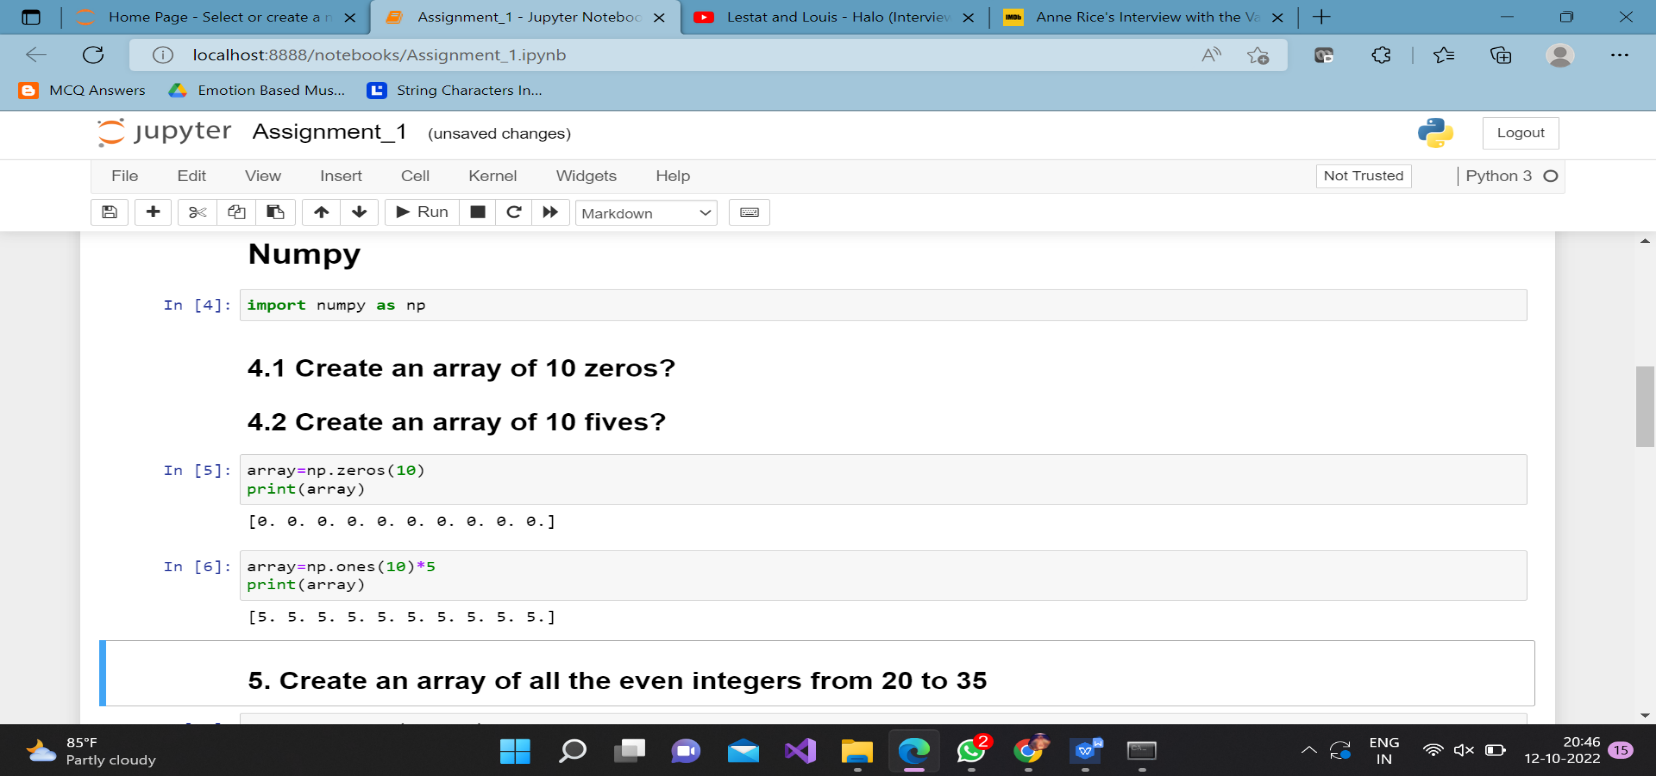 Home Page - Select or create a n
Assignment_1 - Jupyter Noteboo
Lestat and Louis - Halo (Interview
IMDb
Anne Rice's Interview with the Va
localhost:8888/notebooks/Assignment_1.ipynb
MCQ Answers
Emotion Based Mus...
String Characters In...
jupyter Assignment_1 (unsaved changes)
Logout
File Edit View Insert Cell Kernel Widgets Help
Not Trusted
Python 3
Run
Markdown
Numpy
In [4]: import numpy as np
4.1 Create an array of 10 zeros?
4.2 Create an array of 10 fives?
In [5]: array=np.zeros(10)
print(array)
[0. 0. 0. 0. 0. 0. 0. 0. 0. 0.]
In [6]: array=np.ones(10)*5
print(array)
[5. 5. 5. 5. 5. 5. 5. 5. 5. 5.]
5. Create an array of all the even integers from 20 to 35
85°F
Partly cloudy
2
ENG
IN
20:46
12-10-2022
15